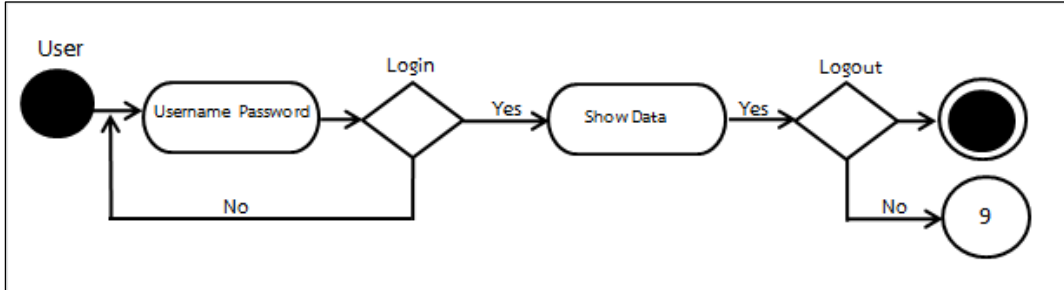 User
Username Password
Login
Yes
Show Data
Yes
Logout
No
No
9